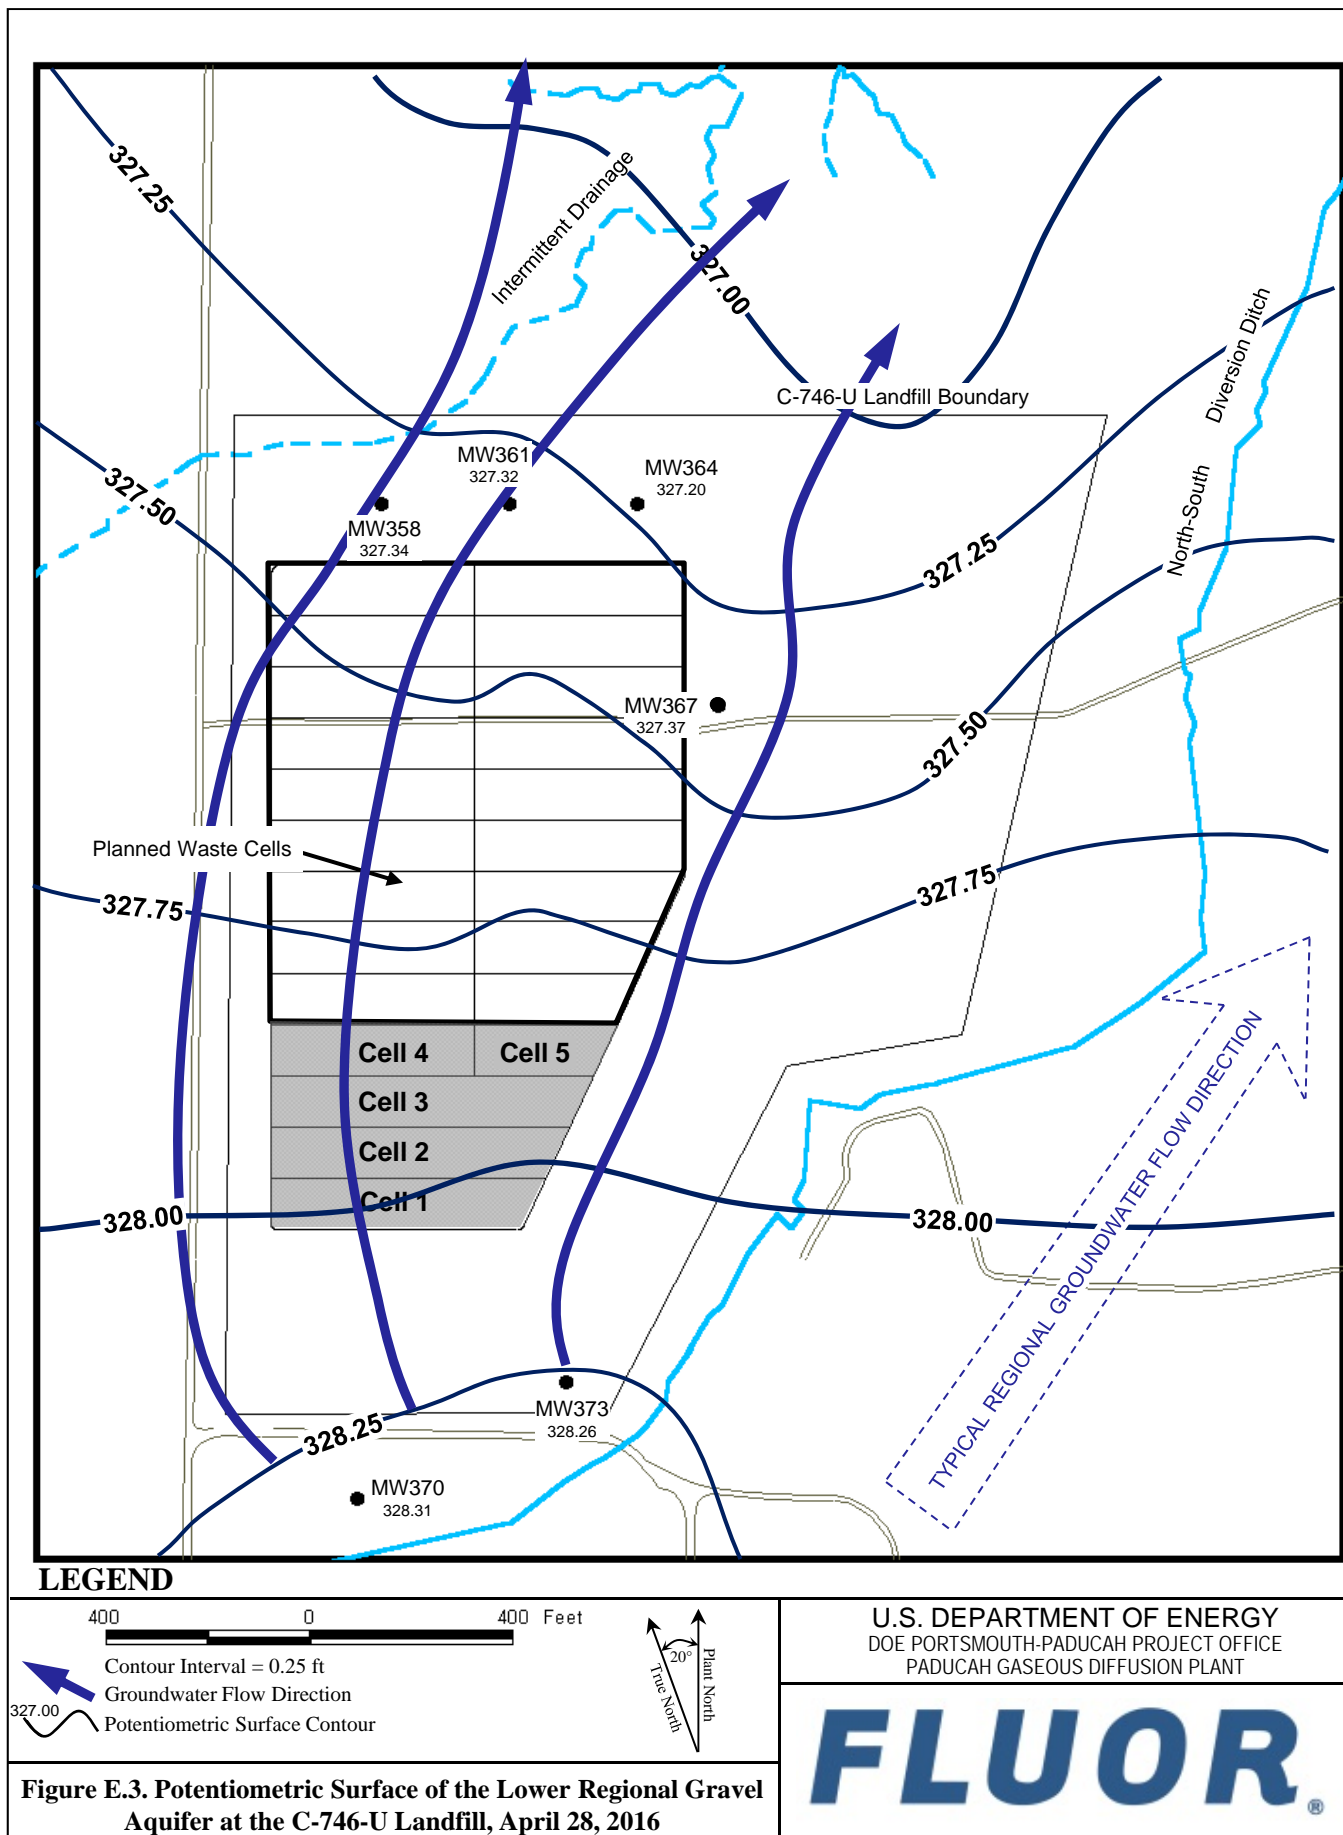 327.25
Intermittent Drainage
327.00
Diversion Ditch
North-South
C-746-U Landfill Boundary
327.50
MW361
327.32
MW364
327.20
MW358
327.34
327.25
MW367
327.37
327.50
Planned Waste Cells
327.75
327.75
Cell 4
Cell 5
Cell 3
Cell 2
Cell 1
328.00
328.00
TYPICAL REGIONAL GROUNDWATER FLOW DIRECTION
328.25
MW373
328.26
MW370
328.31
LEGEND
400 0 400 Feet
Contour Interval = 0.25 ft
Groundwater Flow Direction
327.00
Potentiometric Surface Contour
20°
True North
Plant North
U.S. DEPARTMENT OF ENERGY
DOE PORTSMOUTH-PADUCAH PROJECT OFFICE
PADUCAH GASEOUS DIFFUSION PLANT
FLUOR®
Figure E.3. Potentiometric Surface of the Lower Regional Gravel
Aquifer at the C-746-U Landfill, April 28, 2016